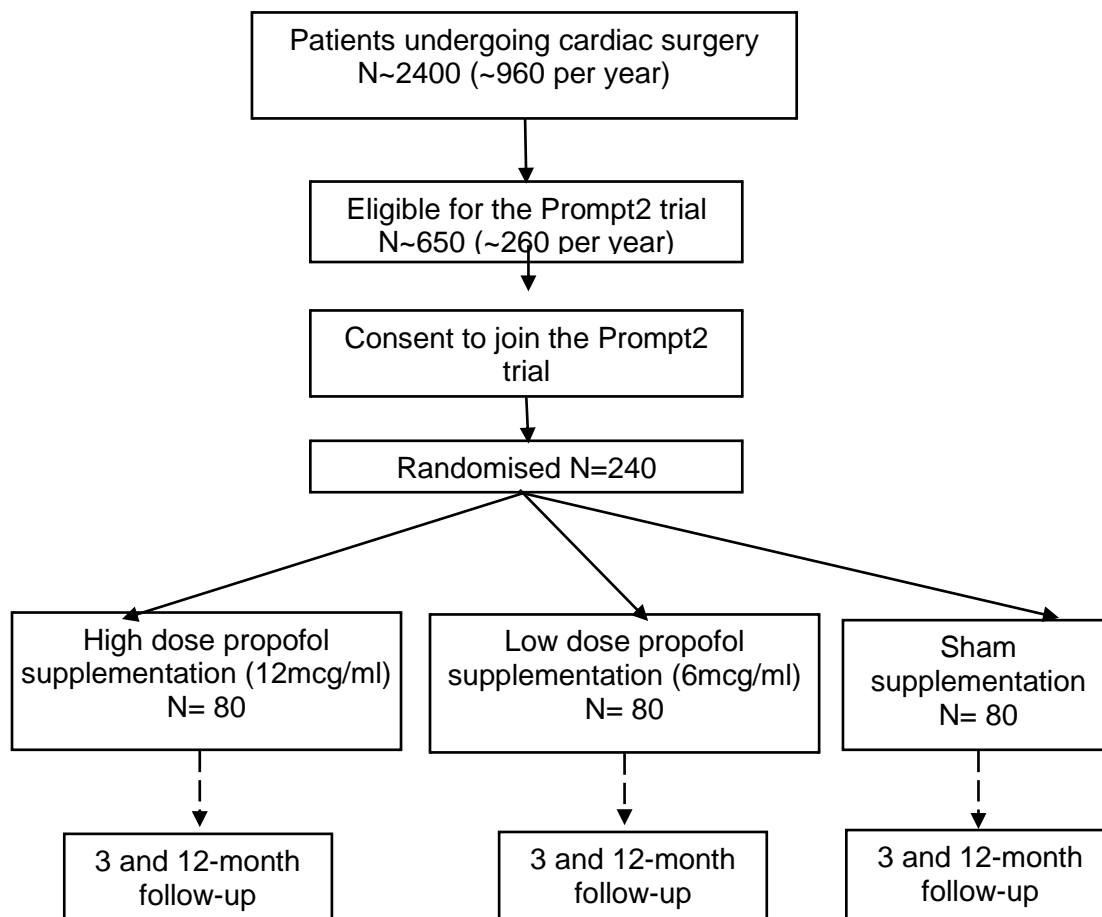 Patients undergoing cardiac surgery
N~2400 (~960 per year)
Eligible for the Prompt2 trial
N~650 (~260 per year)
Consent to join the Prompt2
trial
Randomised N=240
High dose propofol
supplementation (12mcg/ml)
N= 80
Low dose propofol
supplementation (6mcg/ml)
N= 80
Sham
supplementation
N= 80
3 and 12-month
follow-up
3 and 12-month
follow-up
3 and 12-month
follow-up